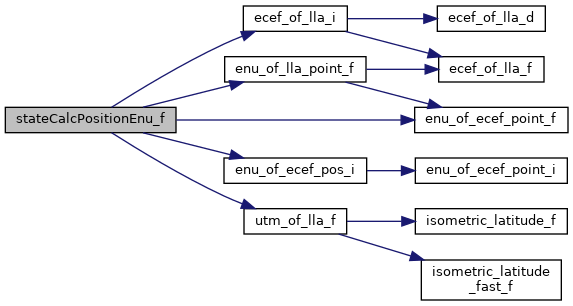 stateCalcPositionEnu_f
ecef_of_lla_i
ecef_of_lla_d
enu_of_lla_point_f
ecef_of_lla_f
enu_of_ecef_point_f
enu_of_ecef_pos_i
enu_of_ecef_point_i
utm_of_lla_f
isometric_latitude_f
isometric_latitude
_fast_f